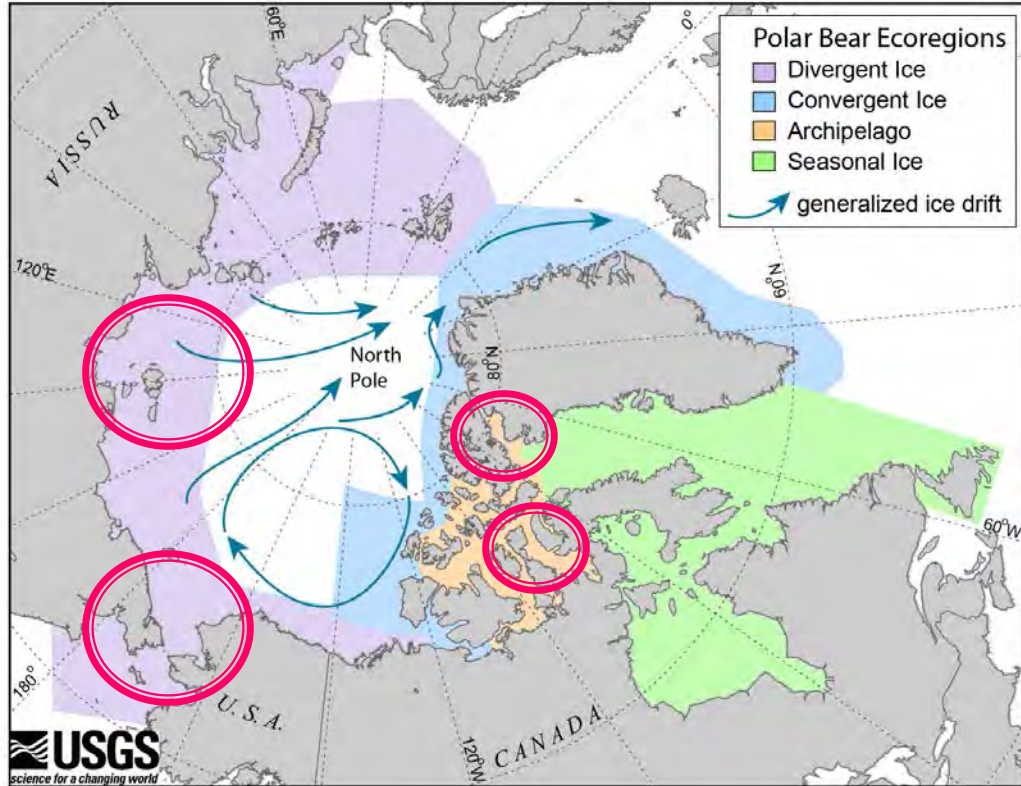 60°E
0°
RUSSIA
Polar Bear Ecoregions
Divergent Ice
Convergent Ice
Archipelago
Seasonal Ice
generalized ice drift
120°E
60°N
80°N
North
Pole
60°W
180°
U.S.A.
CANADA
120°W
USGS
science for a changing world